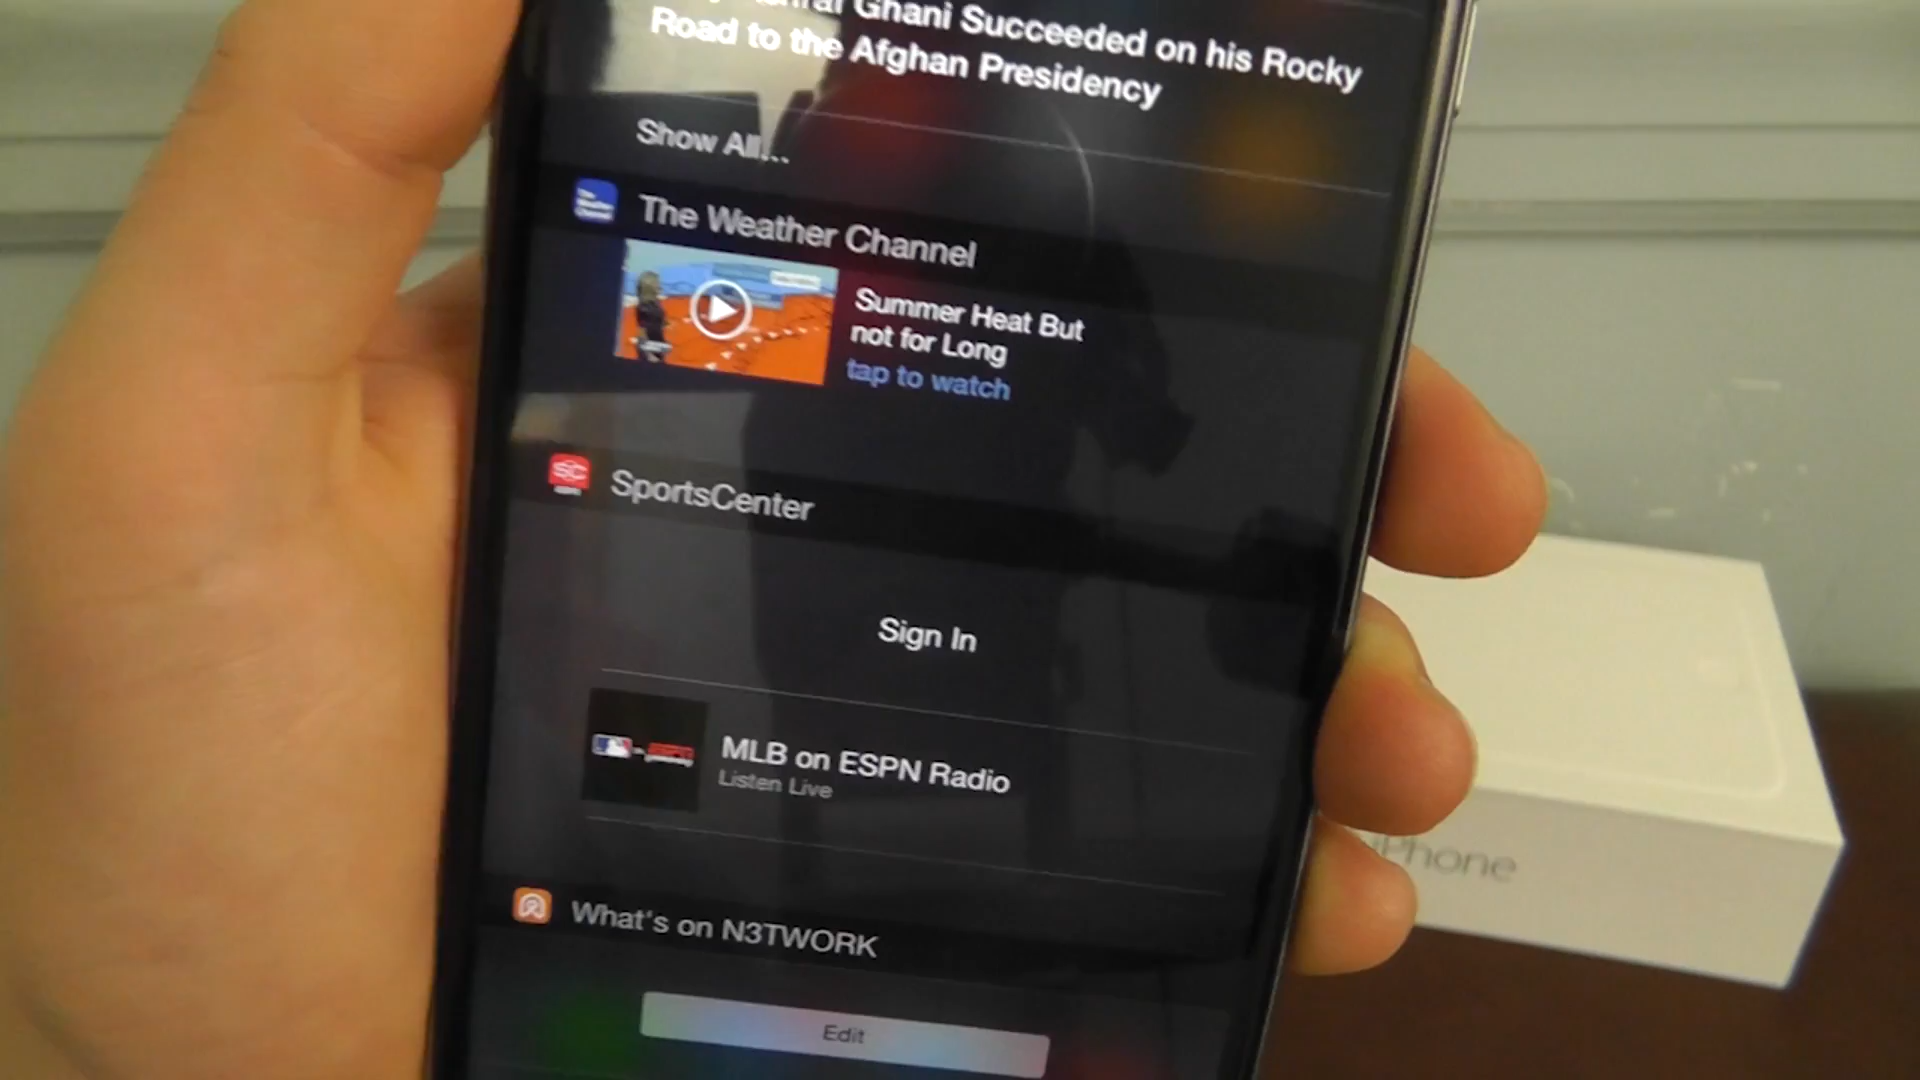 Ghani Succeeded on his Rocky
Road to the Afghan Presidency
Show All...
The Weather Channel
Summer Heat But
not for Long
tap to watch
SC
SportsCenter
Sign In
MLB on ESPN Radio
Listen Live
What's on N3TWORK
Edit
iPhone